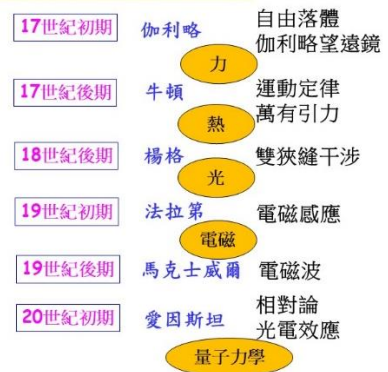 17世紀初期
伽利略
自由落體
伽利略望遠鏡
力
17世紀後期
牛頓
運動定律
萬有引力
熱
18世紀後期
楊格
雙狹縫干涉
光
19世紀初期
法拉第
電磁感應
電磁
19世紀後期
馬克士威爾
電磁波
20世紀初期
愛因斯坦
相對論
光電效應
量子力學